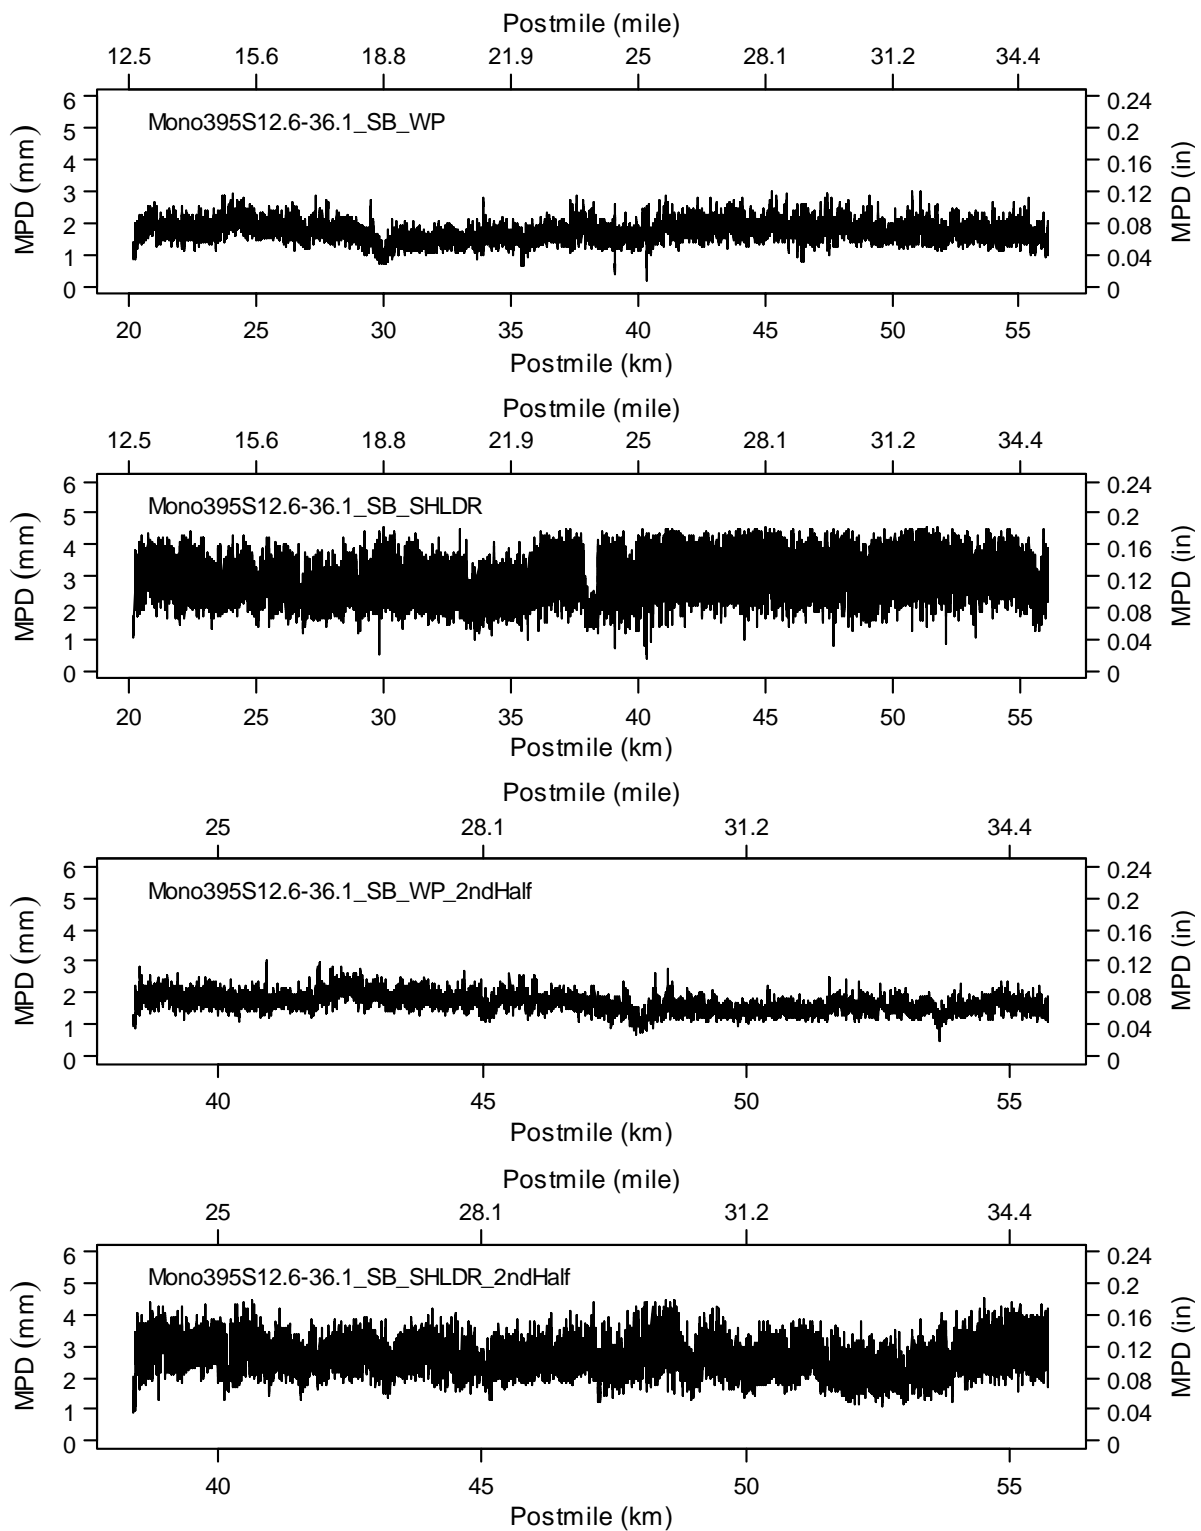 Postmile (mile)
12.5 15.6 18.8 21.9 25 28.1 31.2 34.4
Mono395S12.6-36.1_SB_WP
MPD (mm)
6 5 4 3 2 1 0
0.24 0.2 0.16 0.12 0.08 0.04 0
MPD (in)
20 25 30 35 40 45 50 55
Postmile (km)
Postmile (mile)
12.5 15.6 18.8 21.9 25 28.1 31.2 34.4
Mono395S12.6-36.1_SB_SHLDR
MPD (mm)
6 5 4 3 2 1 0
0.24 0.2 0.16 0.12 0.08 0.04 0
MPD (in)
20 25 30 35 40 45 50 55
Postmile (km)
Postmile (mile)
25 28.1 31.2 34.4
Mono395S12.6-36.1_SB_WP_2ndHalf
MPD (mm)
6 5 4 3 2 1 0
0.24 0.2 0.16 0.12 0.08 0.04 0
MPD (in)
40 45 50 55
Postmile (km)
Postmile (mile)
25 28.1 31.2 34.4
Mono395S12.6-36.1_SB_SHLDR_2ndHalf
MPD (mm)
6 5 4 3 2 1 0
0.24 0.2 0.16 0.12 0.08 0.04 0
MPD (in)
40 45 50 55
Postmile (km)